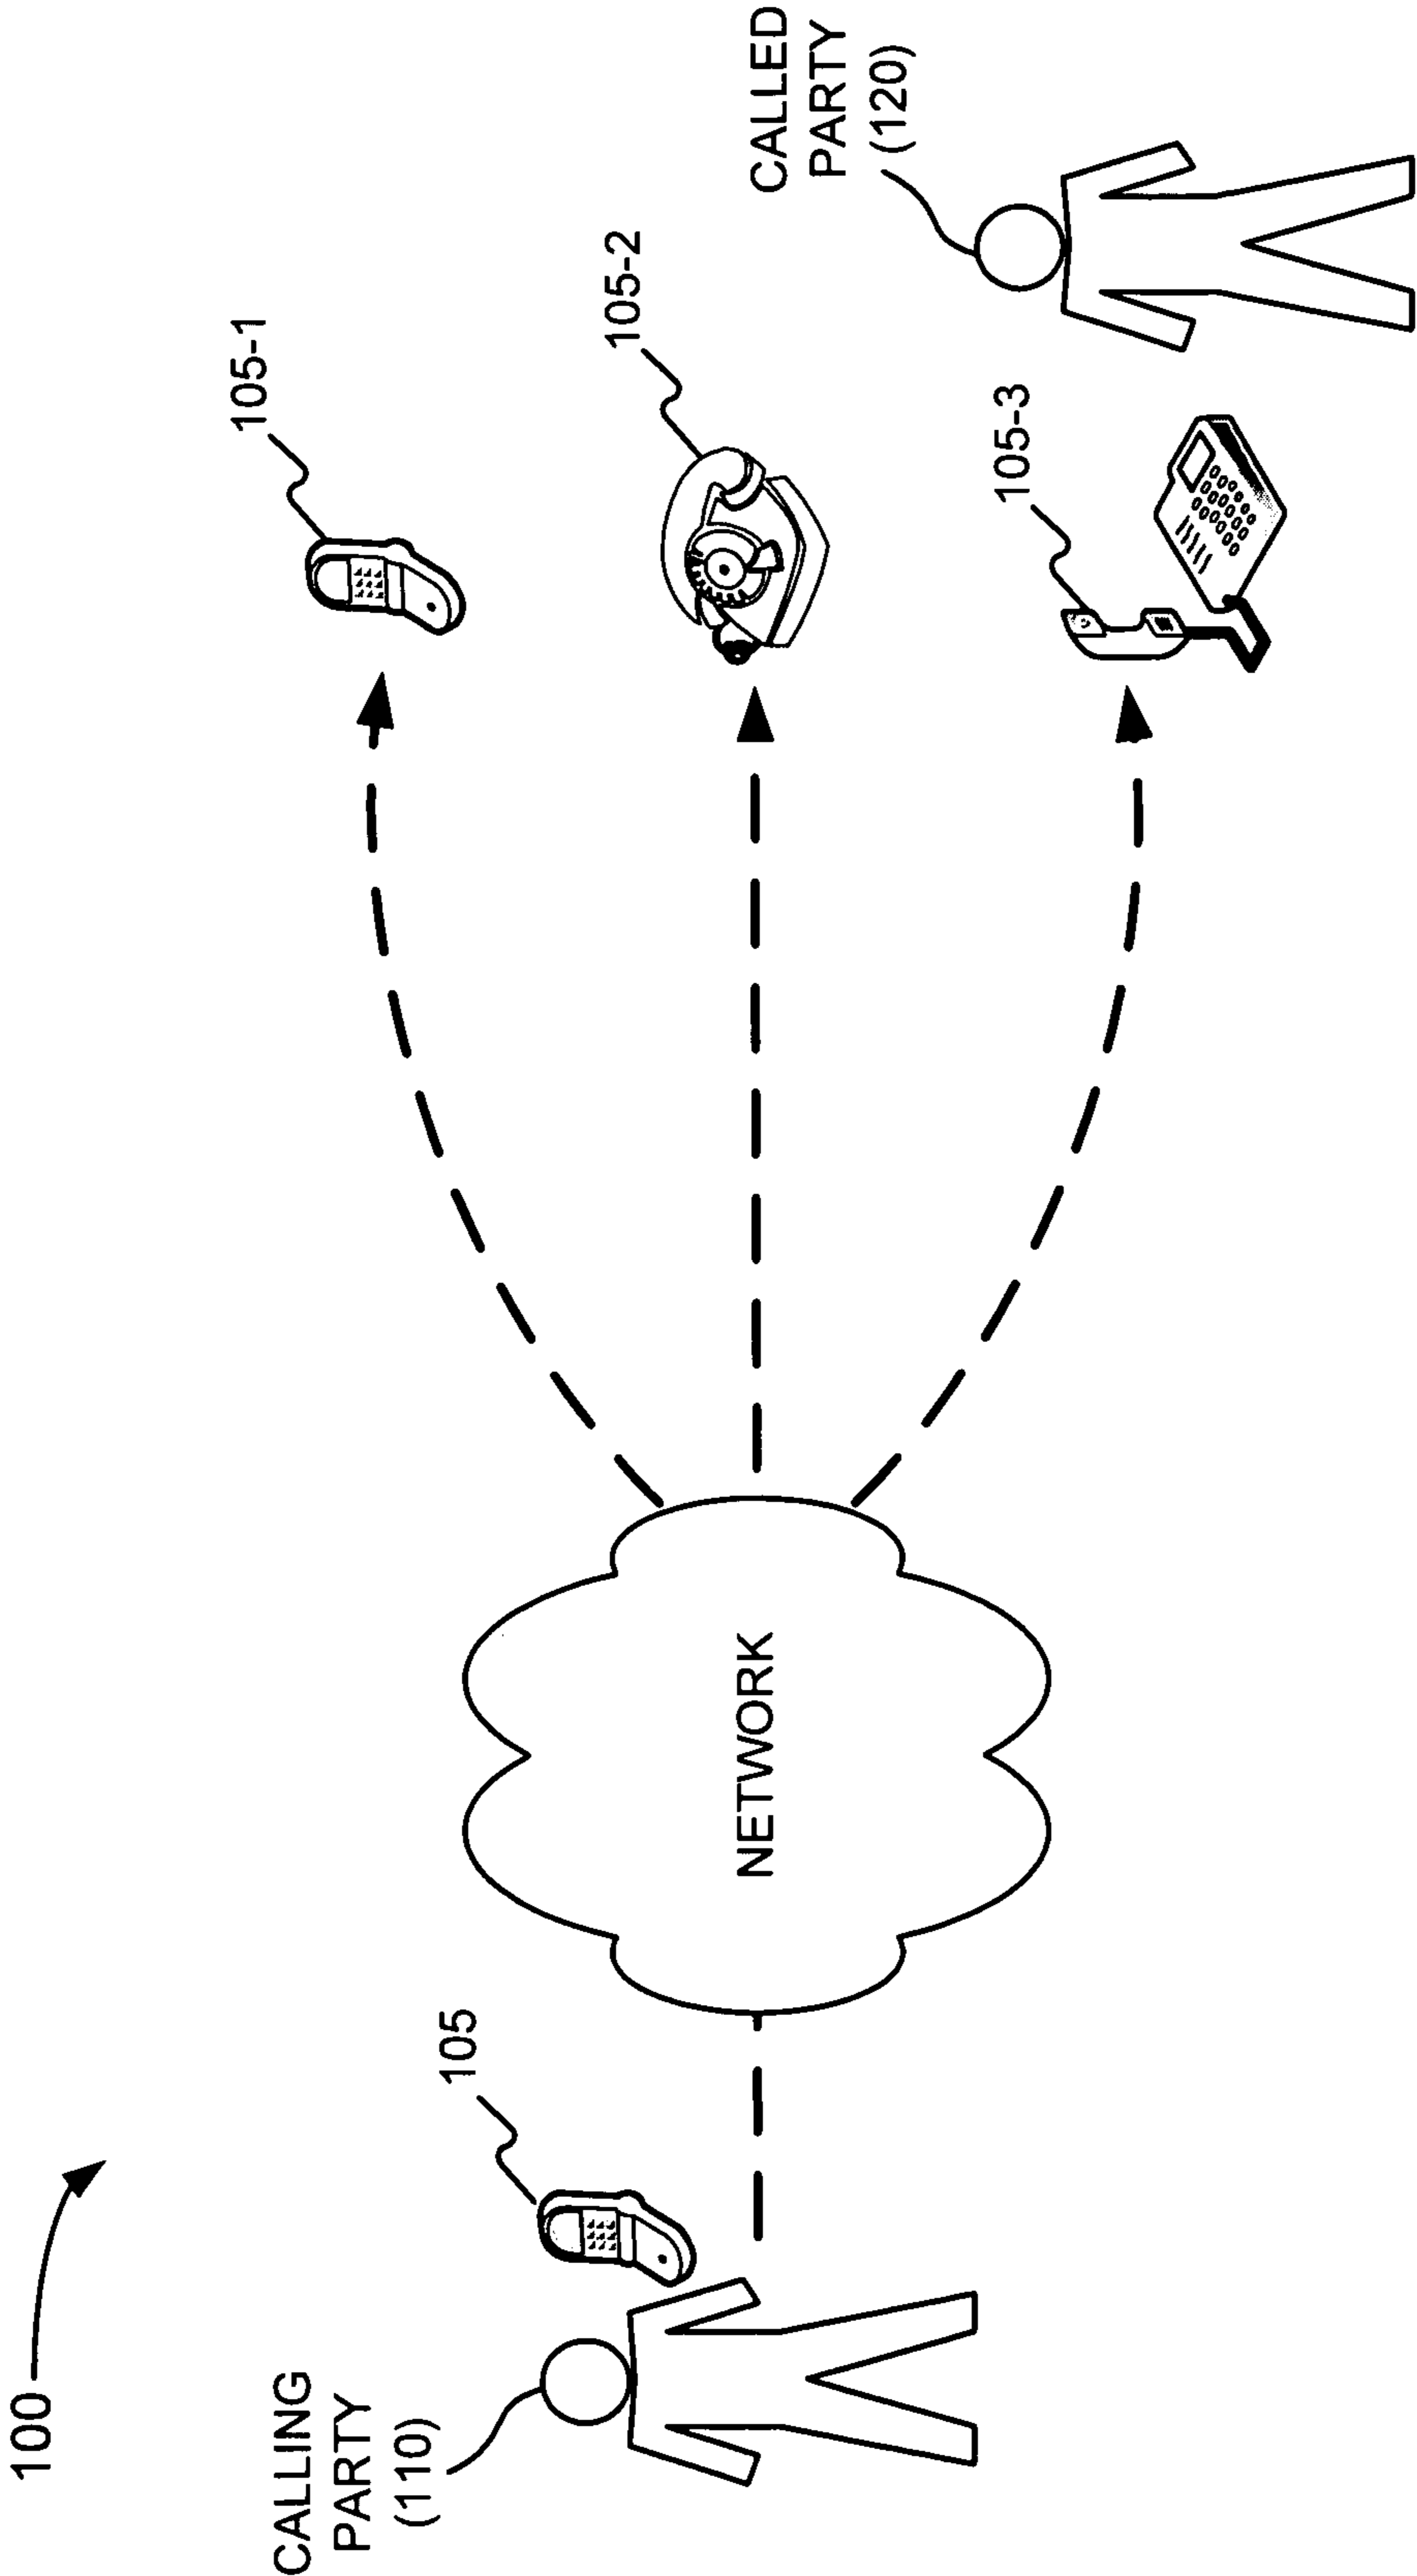 100
CALLING
PARTY
(110)
105
NETWORK
105-1
105-2
105-3
CALLED
PARTY
(120)